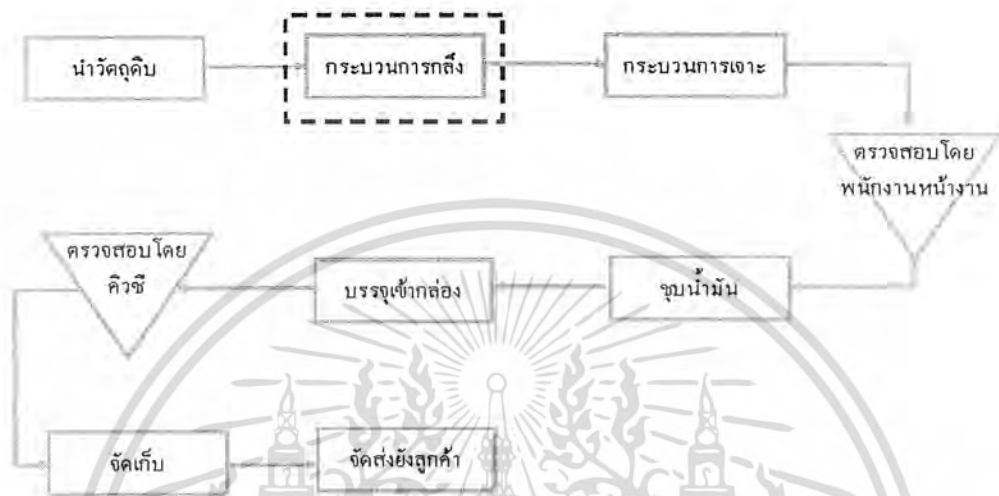 นำวัตถุดิบ
กระบวนการกลึง
กระบวนการเจาะ
ตรวจสอบโดย
พนักงานหน้างาน
ชุบน้ำมัน
บรรจุเข้ากล่อง
ตรวจสอบโดย
คิวซี
จัดเก็บ
จัดส่งยังลูกค้า